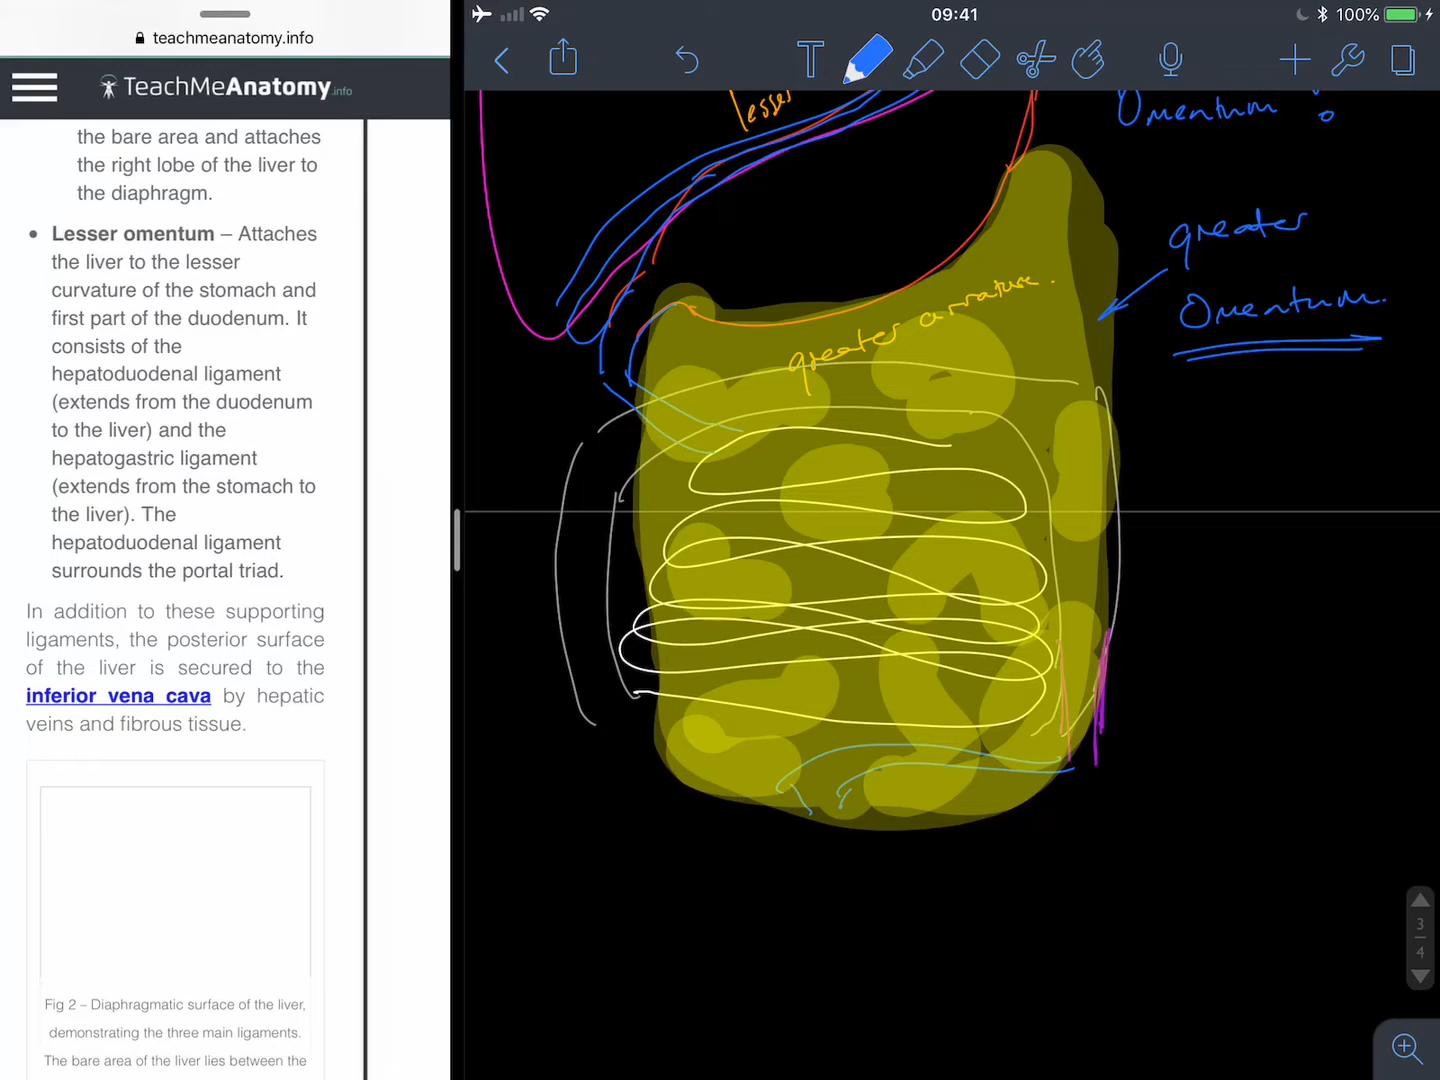 teachmeanatomy.info
TeachMeAnatomy.info
the bare area and attaches
the right lobe of the liver to
the diaphragm.
• Lesser omentum – Attaches
the liver to the lesser
curvature of the stomach and
first part of the duodenum. It
consists of the
hepatoduodenal ligament
(extends from the duodenum
to the liver) and the
hepatogastric ligament
(extends from the stomach to
the liver). The
hepatoduodenal ligament
surrounds the portal triad.
In addition to these supporting
ligaments, the posterior surface
of the liver is secured to the
inferior vena cava by hepatic
veins and fibrous tissue.
Fig 2 – Diaphragmatic surface of the liver,
demonstrating the three main ligaments.
The bare area of the liver lies between the
09:41
100%
T
lesser
Omentum :
greater
Omentum.
greater curvature.
3
4